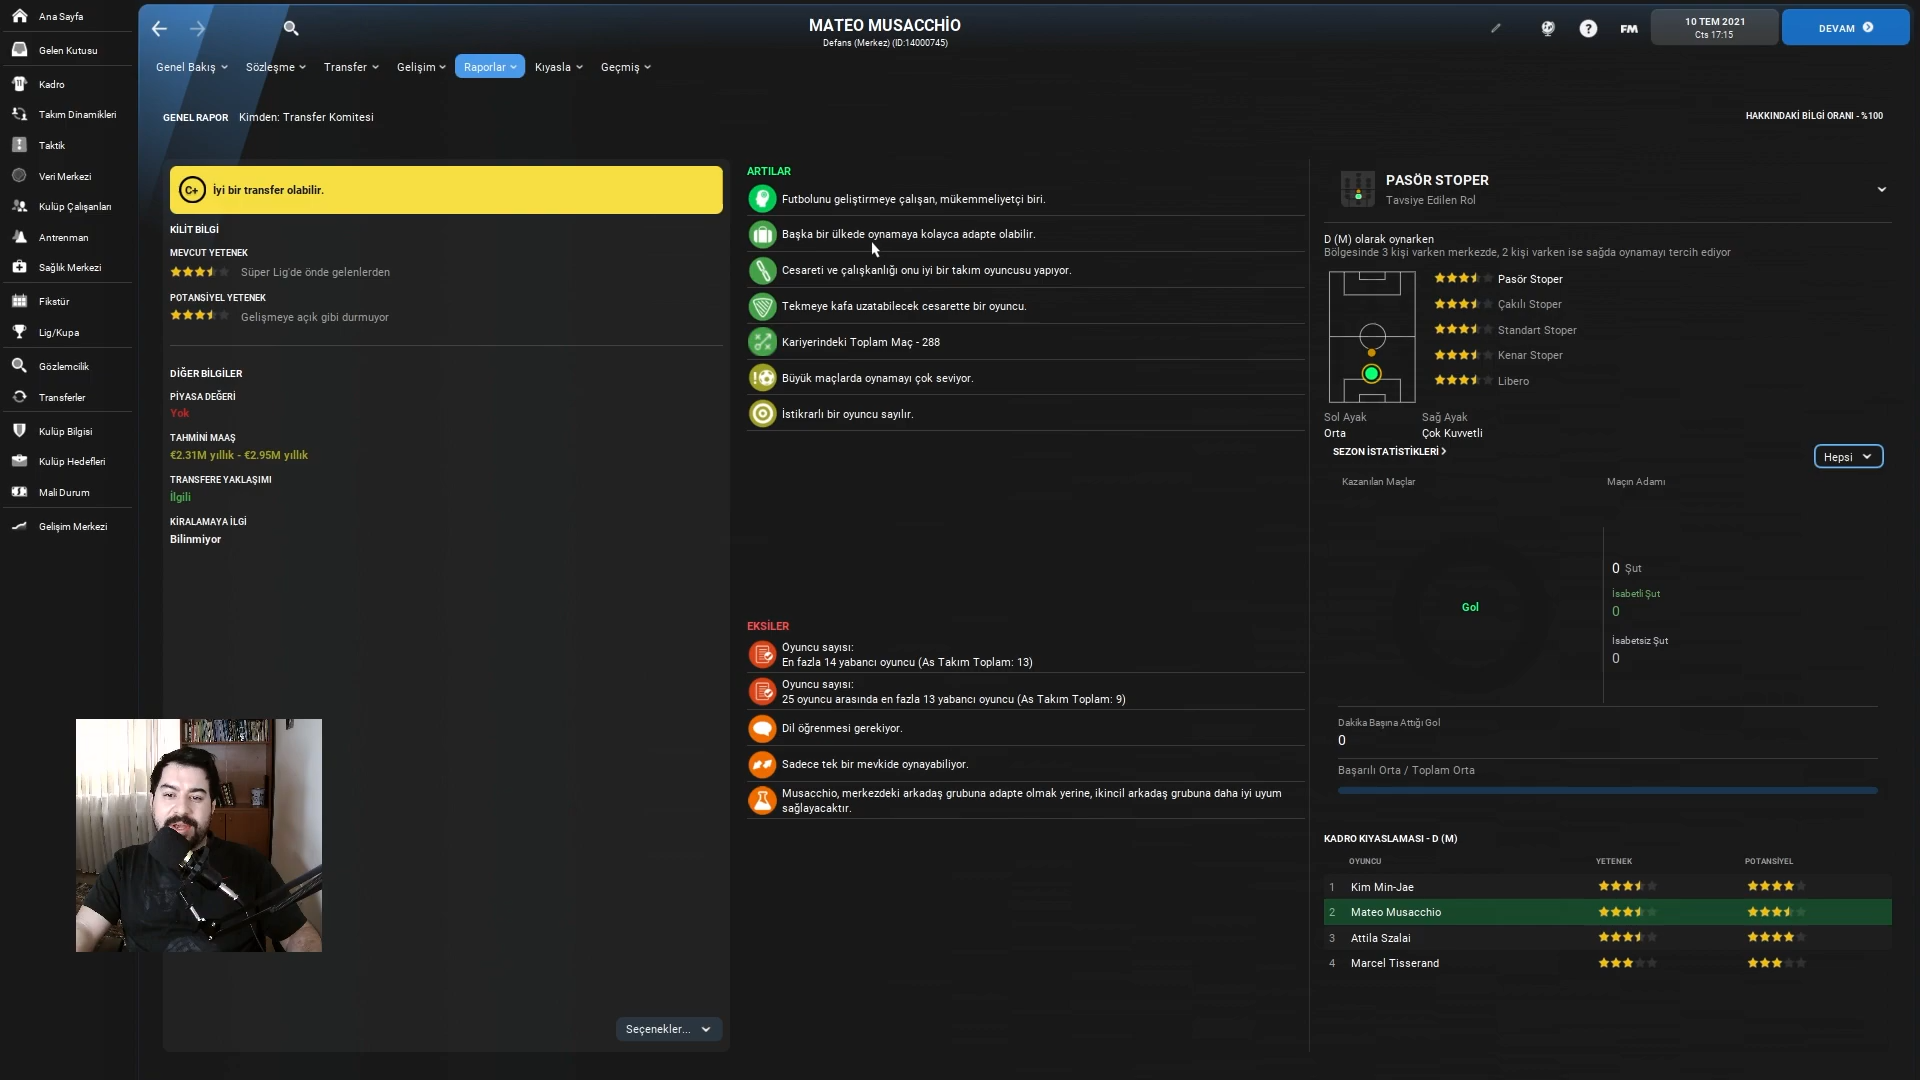 Ana Sayfa
Gelen Kutusu
Kadro
Takım Dinamikleri
Taktik
Veri Merkezi
Kulüp Çalışanları
Antrenman
Sağlık Merkezi
Fikstür
Lig/Kupa
Gözlemcilik
Transferler
Kulüp Bilgisi
Kulüp Hedefleri
Mali Durum
Gelişim Merkezi
MATEO MUSACCHİO
Defans (Merkez) (ID:14000745)
FM
10 TEM 2021
Cts 17:15
DEVAM
Genel Bakış
Sözleşme
Transfer
Gelişim
Raporlar
Kıyasla
Geçmiş
GENEL RAPOR Kimden: Transfer Komitesi
HAKKINDAKİ BİLGİ ORANI - %100
C+ İyi bir transfer olabilir.
KİLİT BİLGİ
MEVCUT YETENEK
Süper Lig'de önde gelenlerden
POTANSİYEL YETENEK
Gelişmeye açık gibi durmuyor
DİĞER BİLGİLER
PİYASA DEĞERİ
Yok
TAHMİNİ MAAŞ
€2.31M yıllık - €2.95M yıllık
TRANSFERE YAKLAŞIMI
İlgili
KİRALAMAYA İLGİ
Bilinmiyor
Seçenekler...
ARTILAR
Futbolunu geliştirmeye çalışan, mükemmeliyetçi biri.
Başka bir ülkede oynamaya kolayca adapte olabilir.
Cesareti ve çalışkanlığı onu iyi bir takım oyuncusu yapıyor.
Tekmeye kafa uzatabilecek cesarette bir oyuncu.
Kariyerindeki Toplam Maç - 288
Büyük maçlarda oynamayı çok seviyor.
İstikrarlı bir oyuncu sayılır.
EKSİLER
Oyuncu sayısı:
En fazla 14 yabancı oyuncu (As Takım Toplam: 13)
Oyuncu sayısı:
25 oyuncu arasında en fazla 13 yabancı oyuncu (As Takım Toplam: 9)
Dil öğrenmesi gerekiyor.
Sadece tek bir mevkide oynayabiliyor.
Musacchio, merkezdeki arkadaş grubuna adapte olmak yerine, ikincil arkadaş grubuna daha iyi uyum
sağlayacaktır.
PASÖR STOPER
Tavsiye Edilen Rol
D (M) olarak oynarken
Bölgesinde 3 kişi varken merkezde, 2 kişi varken ise sağda oynamayı tercih ediyor
Pasör Stoper
Çakılı Stoper
Standart Stoper
Kenar Stoper
Libero
Sol Ayak
Sağ Ayak
Orta
Çok Kuvvetli
SEZON İSTATİSTİKLERİ
Hepsi
Kazanılan Maçlar
Maçın Adamı
Gol
0 Şut
İsabetli Şut
0
İsabetsiz Şut
0
Dakika Başına Attığı Gol
0
Başarılı Orta / Toplam Orta
KADRO KIYASLAMASI - D (M)
OYUNCU YETENEK POTANSİYEL
1 Kim Min-Jae
2 Mateo Musacchio
3 Attila Szalai
4 Marcel Tisserand